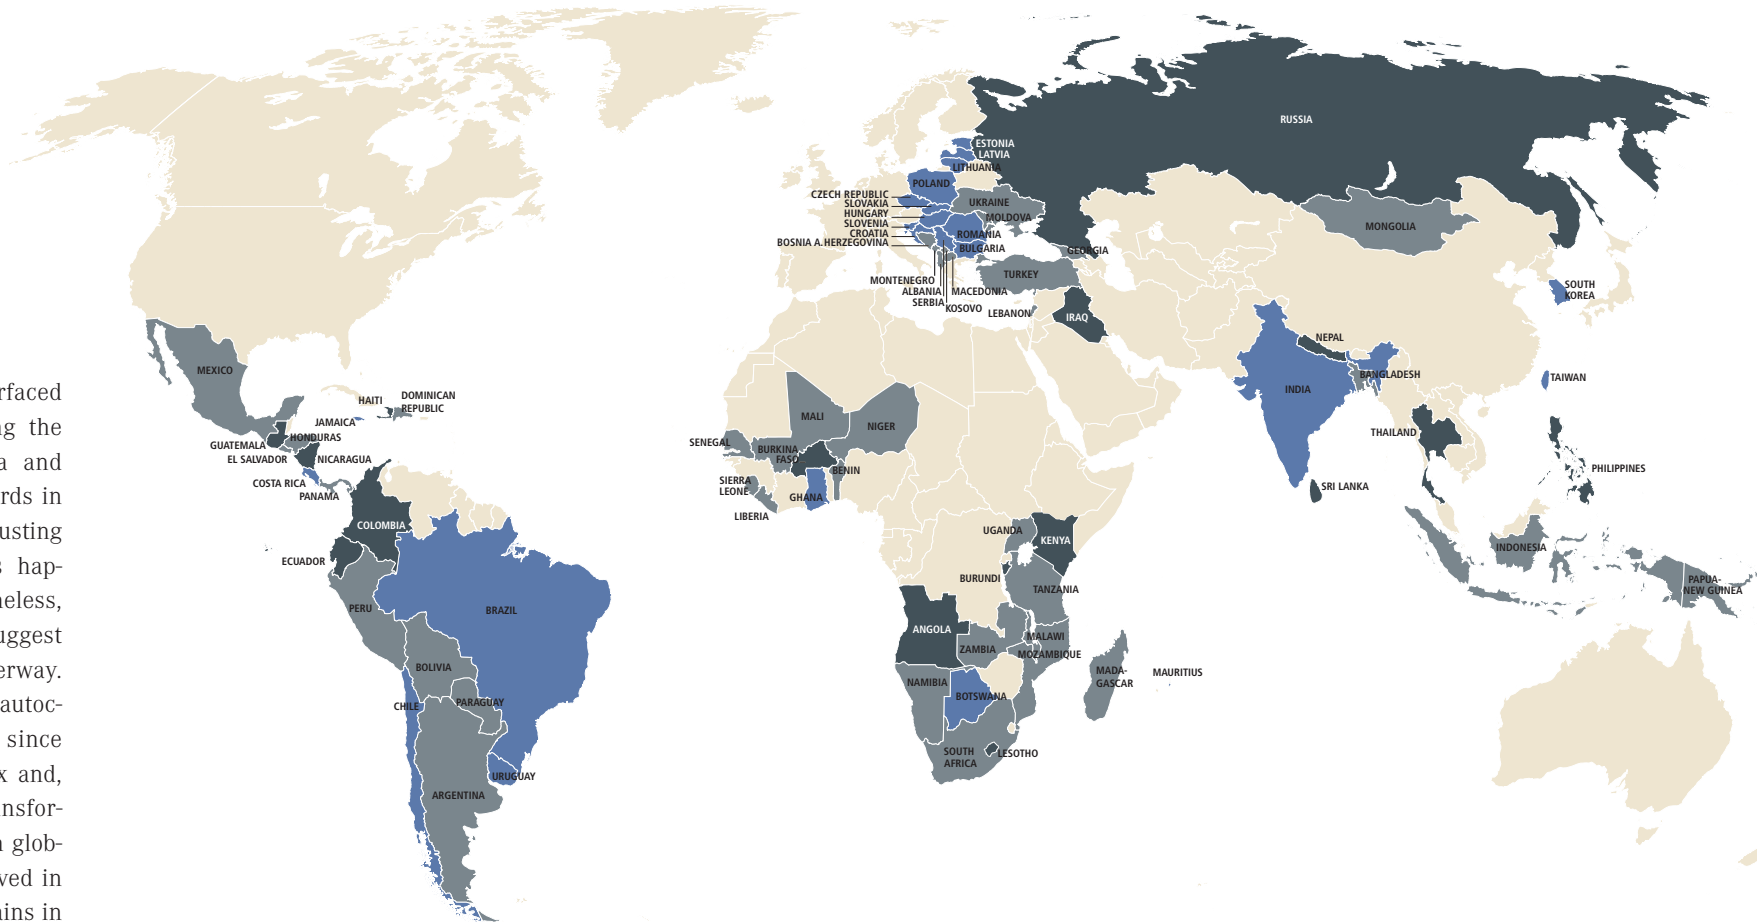 rfaced
g the
a and
rds in
usting
s hap-
neless,
uggest
erway.
autoc-
since
x and,
nsfor-
n glob-
ved in
ains in
RUSSIA
ESTONIA
LATVIA
LITHUANIA
POLAND
CZECH REPUBLIC
SLOVAKIA
HUNGARY
SLOVENIA
CROATIA
BOSNIA A.HERZEGOVINA
UKRAINE
MOLDOVA
ROMANIA
BULGARIA
GEORGIA
TURKEY
MONTENEGRO
ALBANIA
MACEDONIA
SERBIA
KOSOVO
LEBANON
IRAQ
MONGOLIA
SOUTH
KOREA
NEPAL
BANGLADESH
INDIA
TAIWAN
THAILAND
PHILIPPINES
SRI LANKA
INDONESIA
PAPUA-
NEW GUINEA
MEXICO
HAITI
DOMINICAN
REPUBLIC
JAMAICA
GUATEMALA
HONDURAS
EL SALVADOR
NICARAGUA
COSTA RICA
PANAMA
COLOMBIA
ECUADOR
PERU
BRAZIL
BOLIVIA
PARAGUAY
CHILE
URUGUAY
ARGENTINA
MALI
NIGER
SENEGAL
BURKINA
FASO
BENIN
SIERRA
LEONE
GHANA
LIBERIA
UGANDA
KENYA
BURUNDI
TANZANIA
ANGOLA
MALAWI
ZAMBIA
MOZAMBIQUE
NAMIBIA
BOTSWANA
MADA-
GASCAR
MAURITIUS
SOUTH
AFRICA
LESOTHO